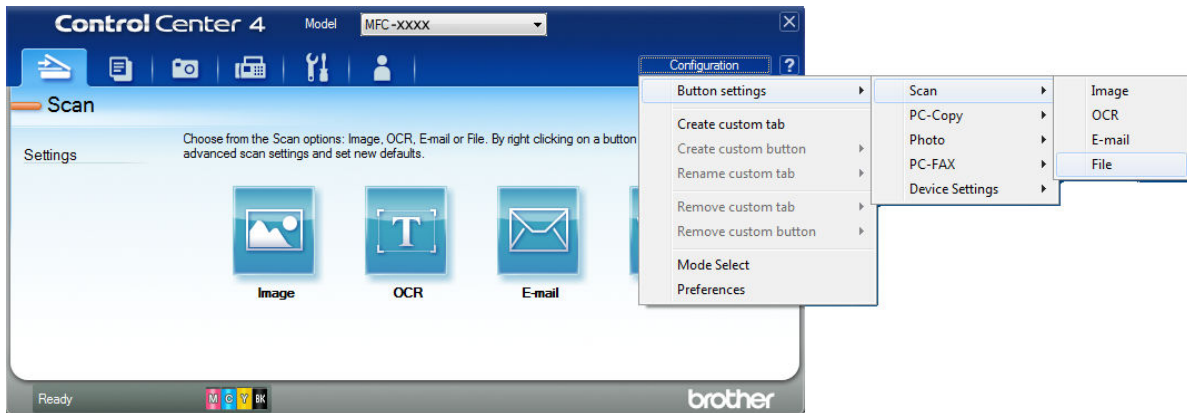 Control Center 4
Model
MFC-XXXX
Configuration
?
Scan
Settings
Choose from the Scan options: Image, OCR, E-mail or File. By right clicking on a button
advanced scan settings and set new defaults.
Image
OCR
E-mail
Button settings
Create custom tab
Create custom button
Rename custom tab
Remove custom tab
Remove custom button
Mode Select
Preferences
Scan
PC-Copy
Photo
PC-FAX
Device Settings
Image
OCR
E-mail
File
Ready
M C Y BK
brother